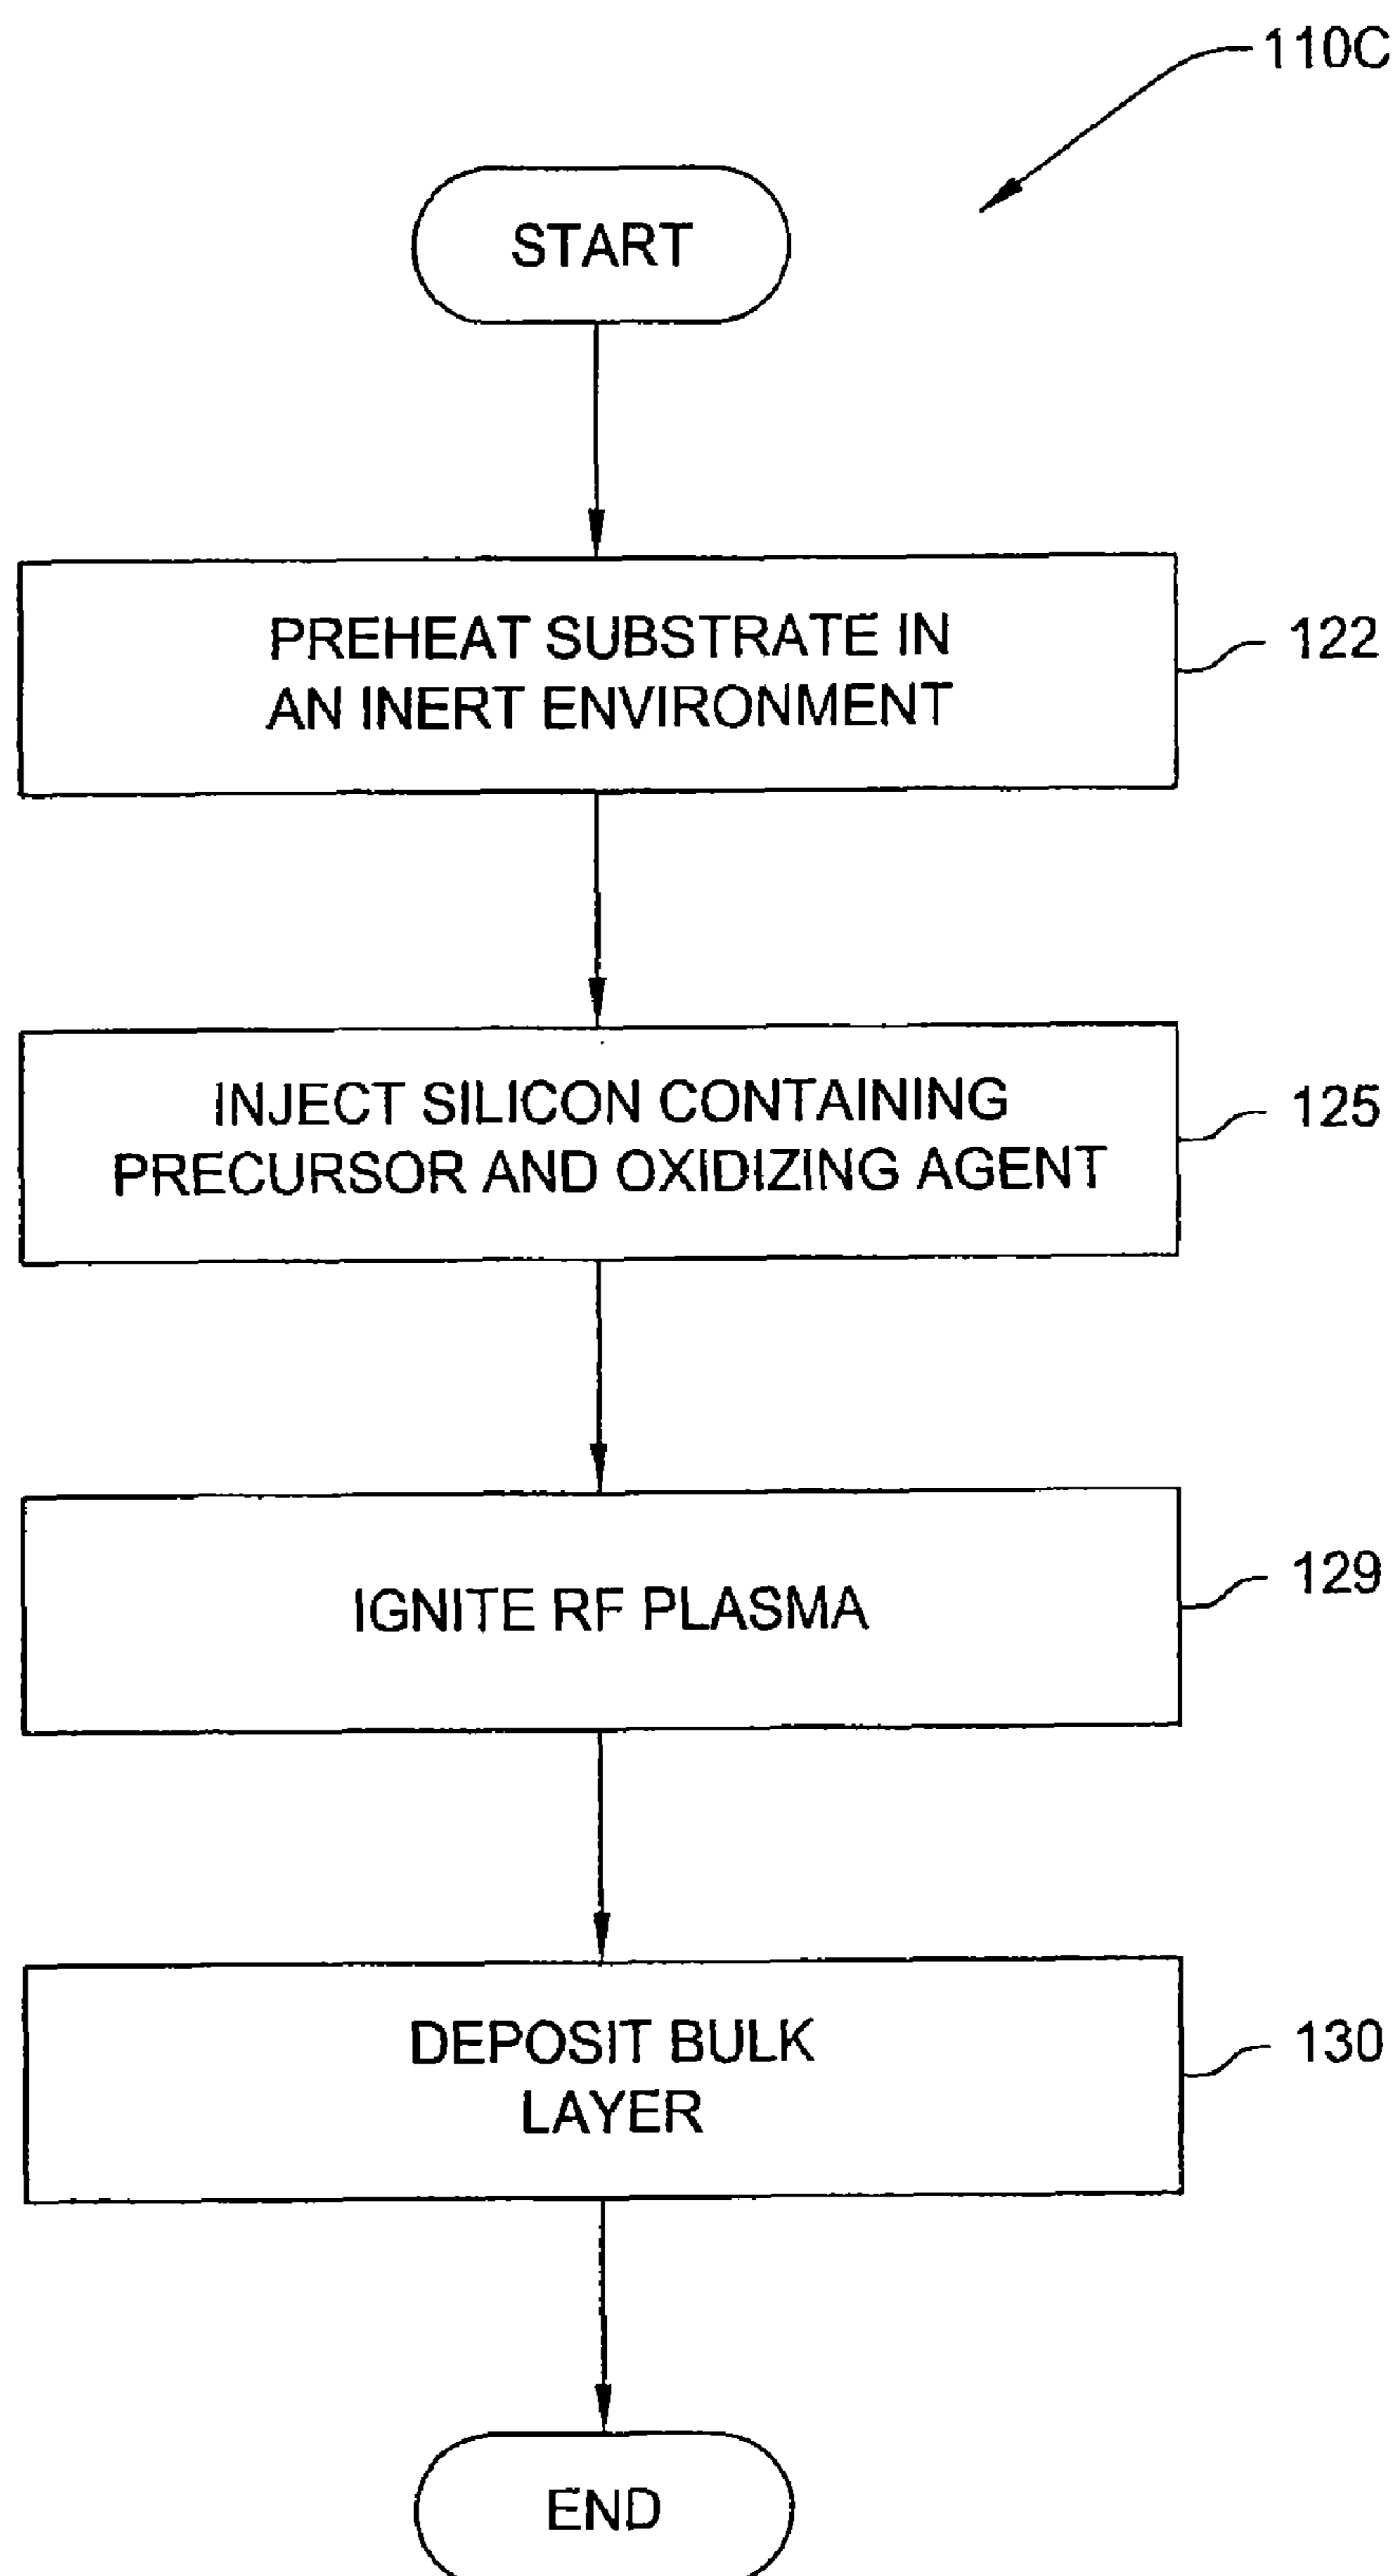 110C
START
PREHEAT SUBSTRATE IN
AN INERT ENVIRONMENT
122
INJECT SILICON CONTAINING
PRECURSOR AND OXIDIZING AGENT
125
IGNITE RF PLASMA
129
DEPOSIT BULK
LAYER
130
END